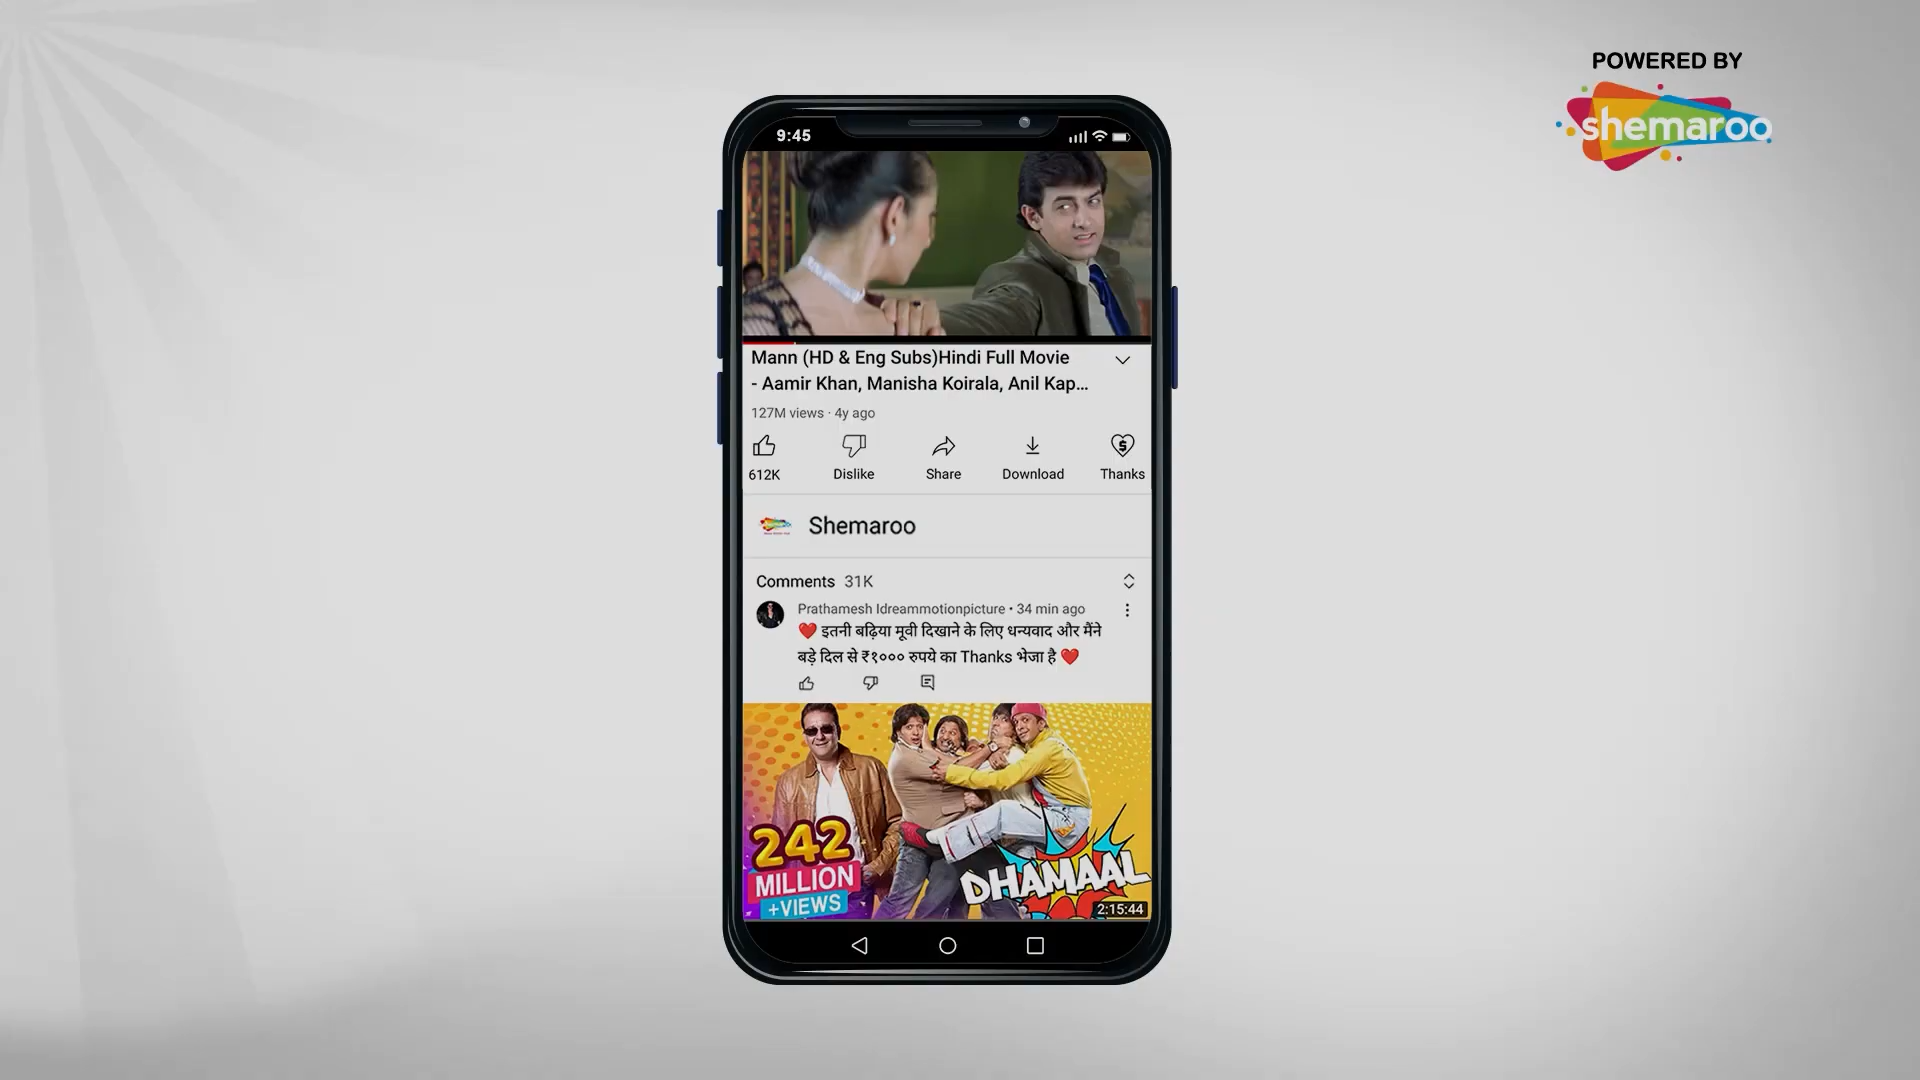 POWERED BY
shemaroo
9:45
Mann (HD & Eng Subs)Hindi Full Movie
- Aamir Khan, Manisha Koirala, Anil Kap...
127M views · 4y ago
612K
Dislike
Share
Download
Thanks
Shemaroo
Comments 31K
Prathamesh Idreammotionpicture • 34 min ago
❤️ इतनी बढ़िया मूवी दिखाने के लिए धन्यवाद और मैंने
बड़े दिल से ₹१००० रुपये का Thanks भेजा है ❤️
242
MILLION
+VIEWS
DHAMAAL
2:15:44